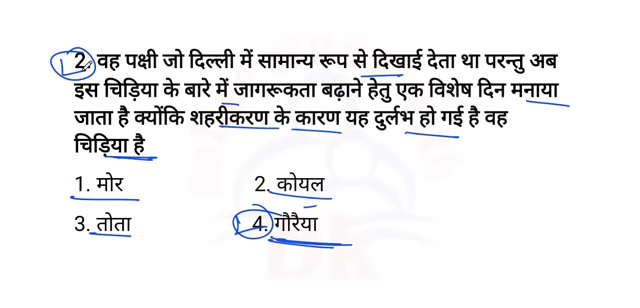 2. वह पक्षी जो दिल्ली में सामान्य रूप से दिखाई देता था परन्तु अब
इस चिड़िया के बारे में जागरूकता बढ़ाने हेतु एक विशेष दिन मनाया
जाता है क्योंकि शहरीकरण के कारण यह दुर्लभ हो गई है वह
चिड़िया है
1. मोर 2. कोयल
3. तोता 4. गौरैया